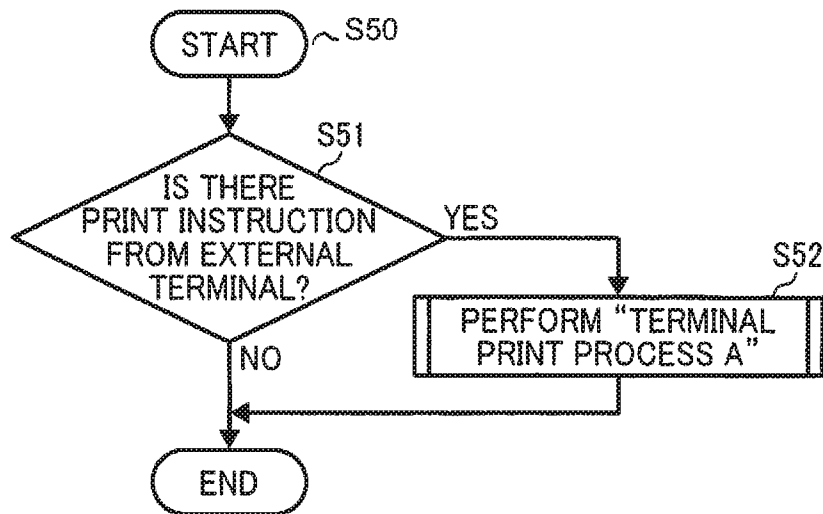 START
S50
S51
IS THERE
PRINT INSTRUCTION
FROM EXTERNAL
TERMINAL?
YES
S52
PERFORM “TERMINAL
PRINT PROCESS A”
NO
END